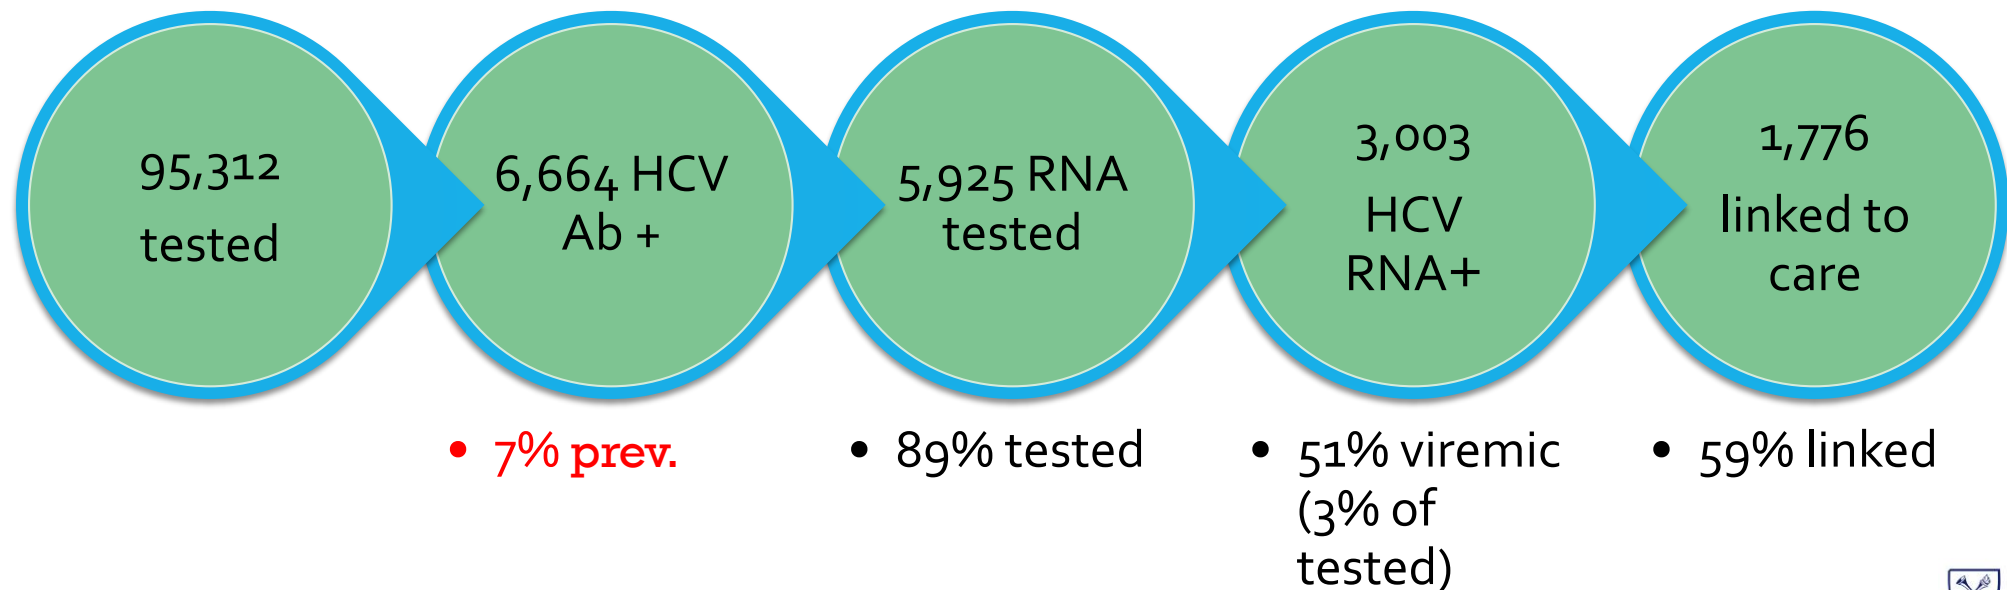 95,312
tested
6,664 HCV
Ab +
5,925 RNA
tested
3,003
HCV
RNA+
1,776
linked to
care
• 7% prev.
• 89% tested
• 51% viremic
(3% of
tested)
• 59% linked